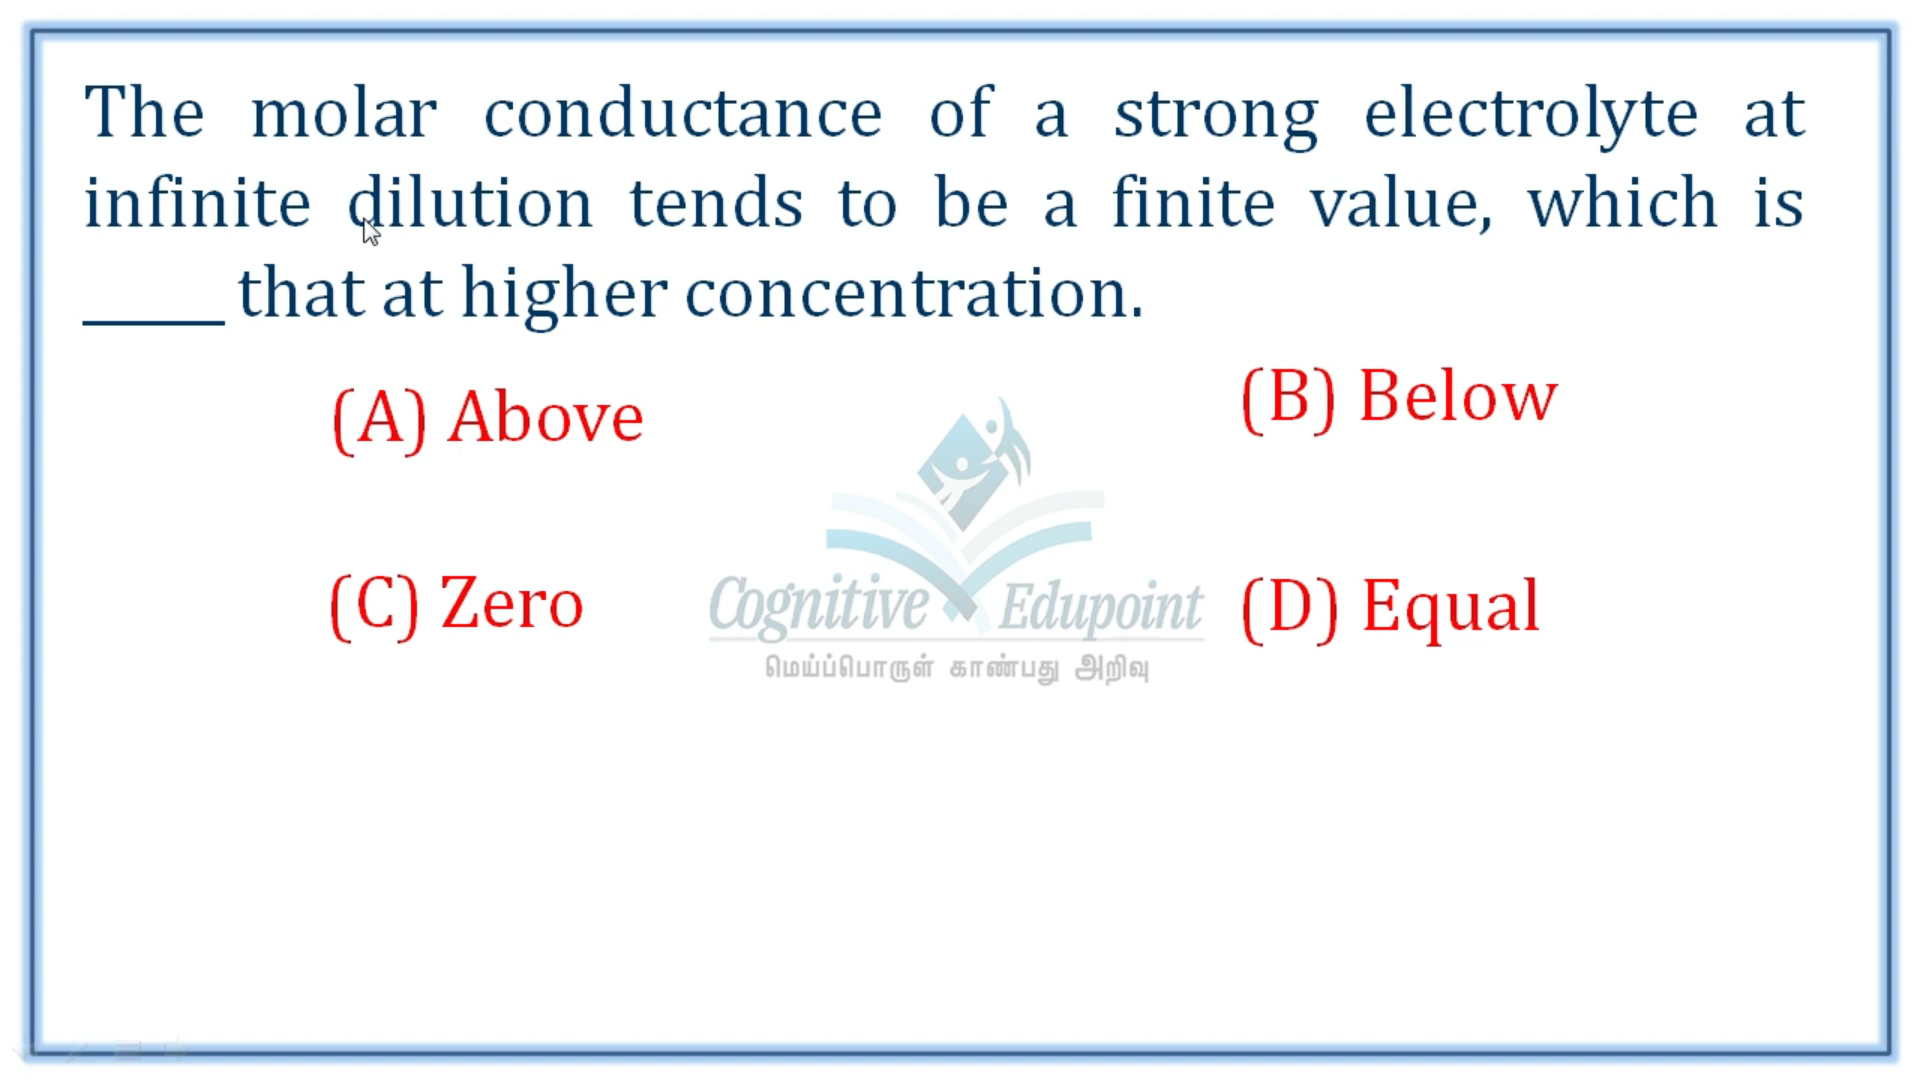 The molar conductance of a strong electrolyte at
infinite dilution tends to be a finite value, which is
_____ that at higher concentration.
(A) Above
(B) Below
(C) Zero
(D) Equal
Cognitive Edupoint
மெய்ப்பொருள் காண்பது அறிவு